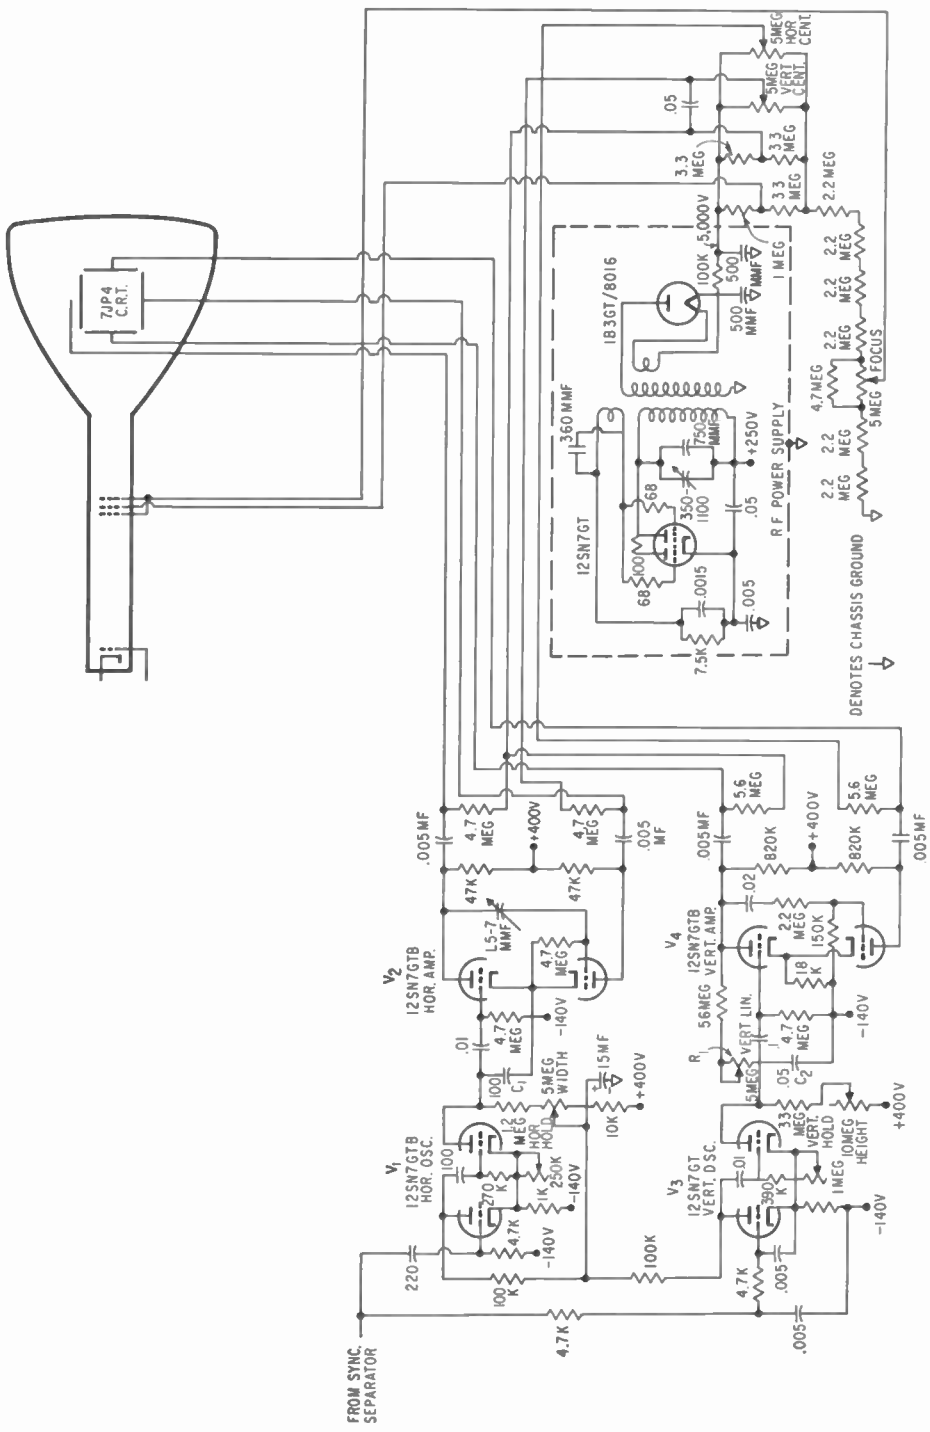 7JP4
C.R.T.
5MEG
HOR
CENT.
5MEG
VERT
CENT.
.05
3.3
MEG
3.3
MEG
3.3
MEG
2.2 MEG
1 MEG
5,000V
100K
500
MMF
500
MMF
1B3GT/8016
360 MMF
12SN7GT
750
MMF
350-
1100
68
100
68
+250V
.05
.0015
.005
7.5K
RF POWER SUPPLY
2.2
MEG
2.2
MEG
2.2
MEG
4.7MEG
5 MEG FOCUS
2.2
MEG
2.2
MEG
DENOTES CHASSIS GROUND
.005MF
4.7
MEG
+400V
4.7
MEG
.005
MF
47K
47K
L5-7
MMF
V2
12SN7GTB
HOR. AMP.
4.7
MEG
4.7
MEG
-140V
.01
100
C1
5MEG
WIDTH
15MF
+
-
10K
+400V
1.2
MEG
HOR
HOLD
250K
V1
12SN7GTB
HOR. OSC.
100
270
K
1K
-140V
4.7K
-140V
220
100
K
100K
4.7K
FROM SYNC.
SEPARATOR
.005MF
5.6
MEG
820K
+400V
820K
5.6
MEG
.005MF
V4
12SN7GTB
VERT. AMP.
.02
2.2
MEG
150K
18
K
-140V
56MEG
VERT LIN.
R1
5MEG
.1
4.7
MEG
.05
C2
33
MEG
VERT.
HOLD
10MEG
HEIGHT
+400V
V3
12SN7GT
VERT. OSC.
.01
390
K
1MEG
-140V
4.7K
.005
.005